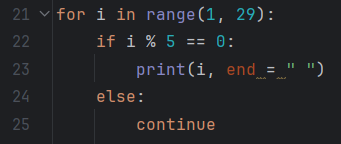 21 for i in range(1, 29):
22     if i % 5 == 0:
23         print(i, end = " ")
24     else:
25         continue